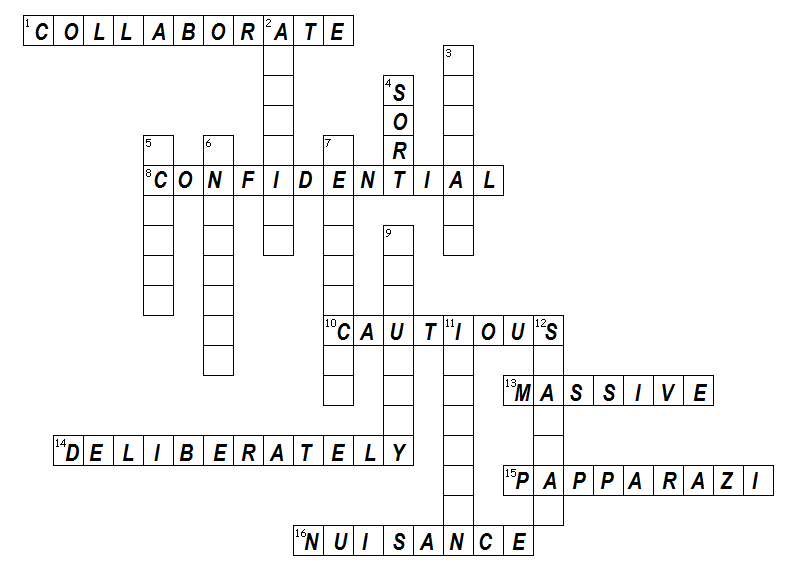 1 COLLABORATE 2
3
4 SORT
5 6 7
8 CONFIDENTIAL
9
10 CAUTIOUS 11 12
13 MASSIVE
14 DELIBERATELY
15 PAPPARAZI
16 NUISANCE